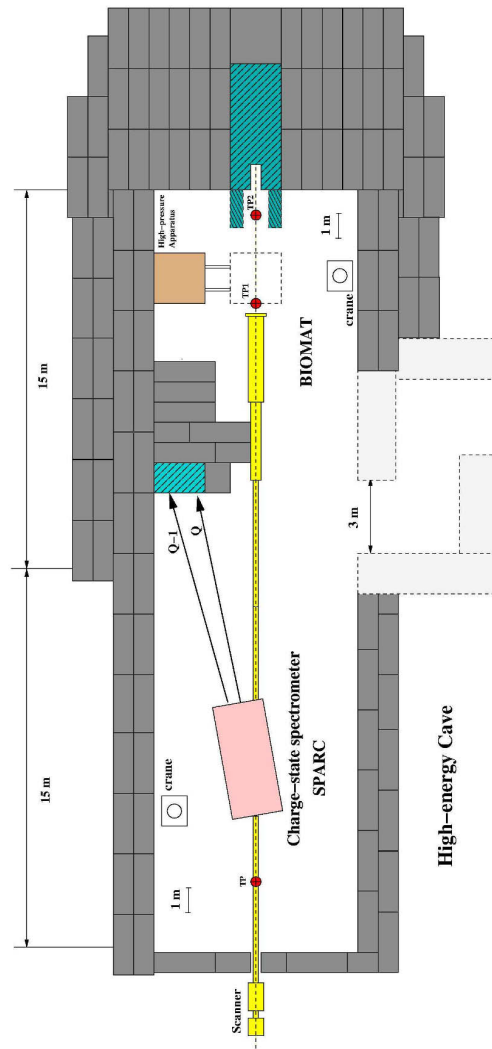 High-pressure
Apparatus
TP2
1 m
TP1
crane
15 m
BIOMAT
Q-1
Q
3 m
Charge-state spectrometer
SPARC
crane
15 m
TP
1 m
High-energy Cave
Scanner